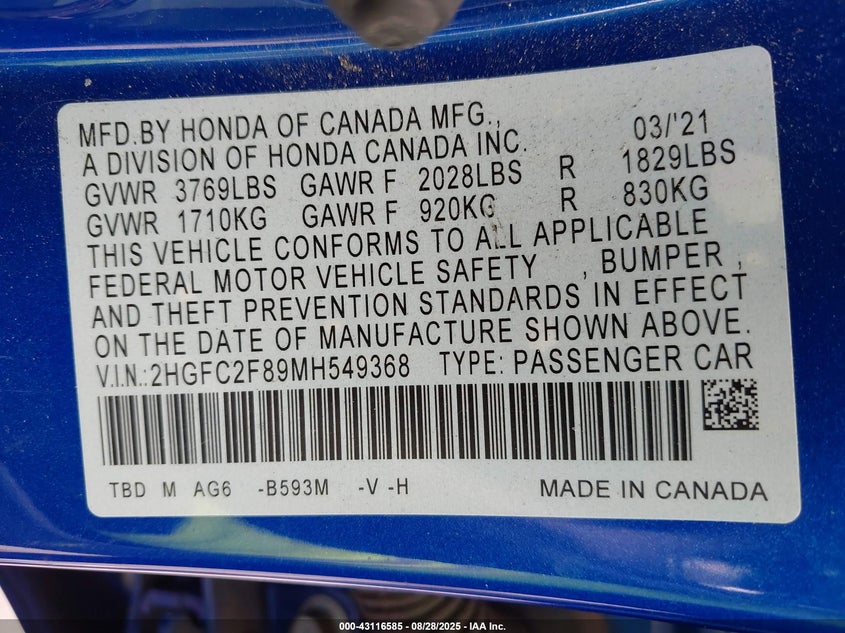 MFD.BY HONDA OF CANADA MFG., 03/'21
A DIVISION OF HONDA CANADA INC.
GVWR 3769LBS GAWR F 2028LBS R 1829LBS
GVWR 1710KG GAWR F 920KG R 830KG
THIS VEHICLE CONFORMS TO ALL APPLICABLE
FEDERAL MOTOR VEHICLE SAFETY , BUMPER ,
AND THEFT PREVENTION STANDARDS IN EFFECT
ON THE DATE OF MANUFACTURE SHOWN ABOVE.
V.I.N.:2HGFC2F89MH549368 TYPE: PASSENGER CAR
TBD M AG6 -B593M -V -H MADE IN CANADA
000-43116585 - 08/28/2025 - IAA Inc.